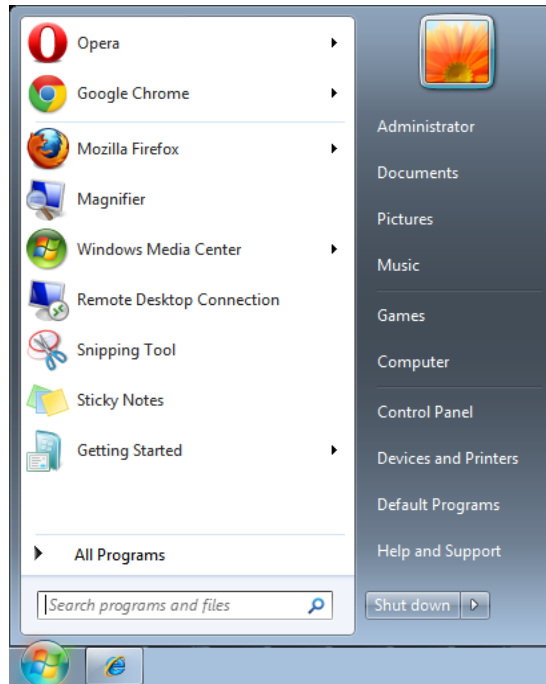 Opera
Google Chrome
Mozilla Firefox
Magnifier
Windows Media Center
Remote Desktop Connection
Snipping Tool
Sticky Notes
Getting Started
All Programs
Search programs and files
Administrator
Documents
Pictures
Music
Games
Computer
Control Panel
Devices and Printers
Default Programs
Help and Support
Shut down